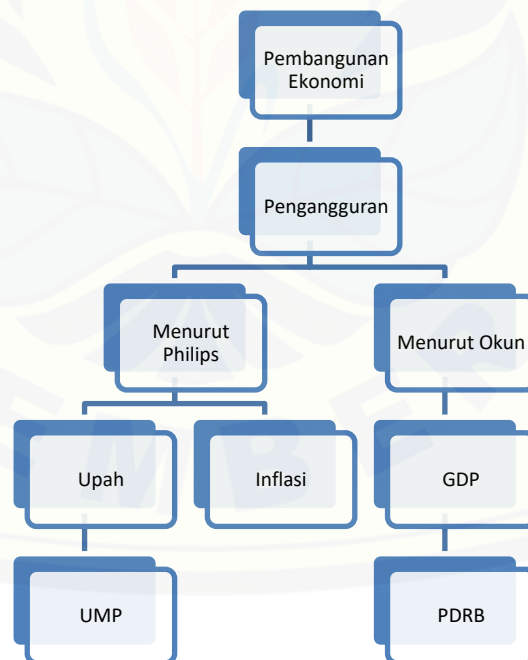 Pembangunan
Ekonomi
Pengangguran
Menurut
Philips
Menurut Okun
Upah
Inflasi
GDP
UMP
PDRB